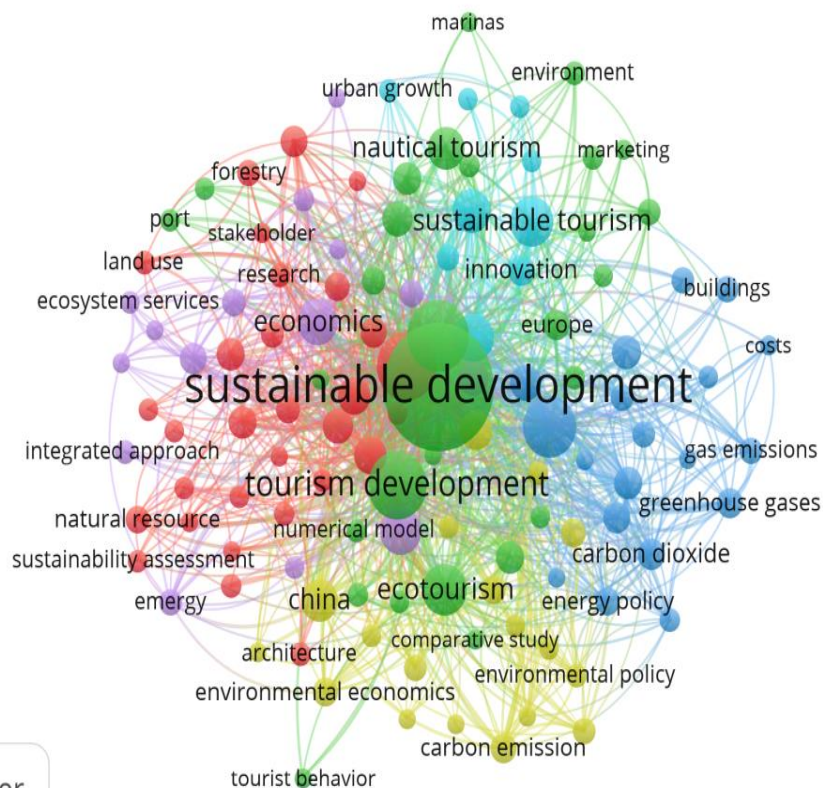 marinas
environment
urban growth
nautical tourism
marketing
forestry
port
stakeholder
sustainable tourism
land use
research
innovation
buildings
ecosystem services
economics
europe
costs
sustainable development
integrated approach
gas emissions
tourism development
greenhouse gases
natural resource
numerical model
sustainability assessment
carbon dioxide
emergy
china
ecotourism
energy policy
architecture
comparative study
environmental economics
environmental policy
carbon emission
tourist behavior